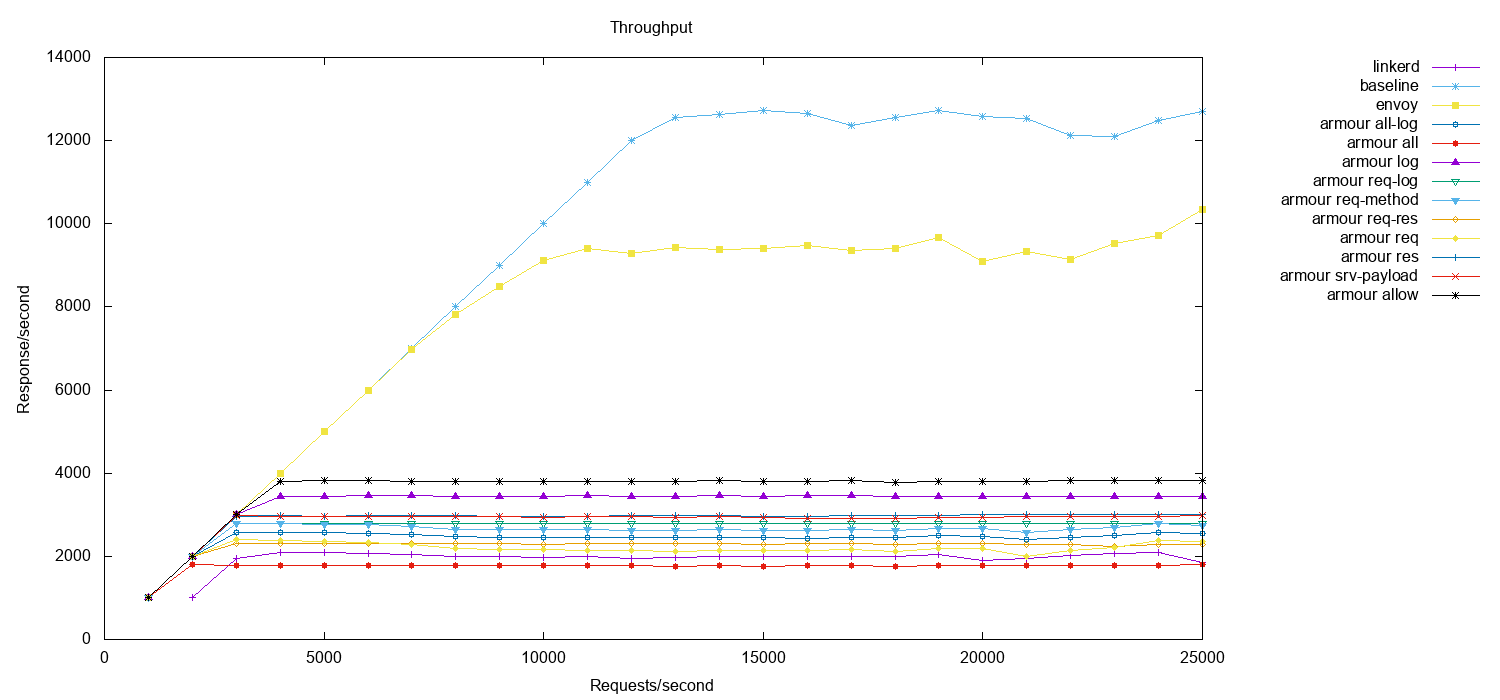 Throughput
14000
12000
10000
8000
6000
4000
2000
0
Response/second
0 5000 10000 15000 20000 25000
Requests/second
linkerd
baseline
envoy
armour all-log
armour all
armour log
armour req-log
armour req-method
armour req-res
armour req
armour res
armour srv-payload
armour allow